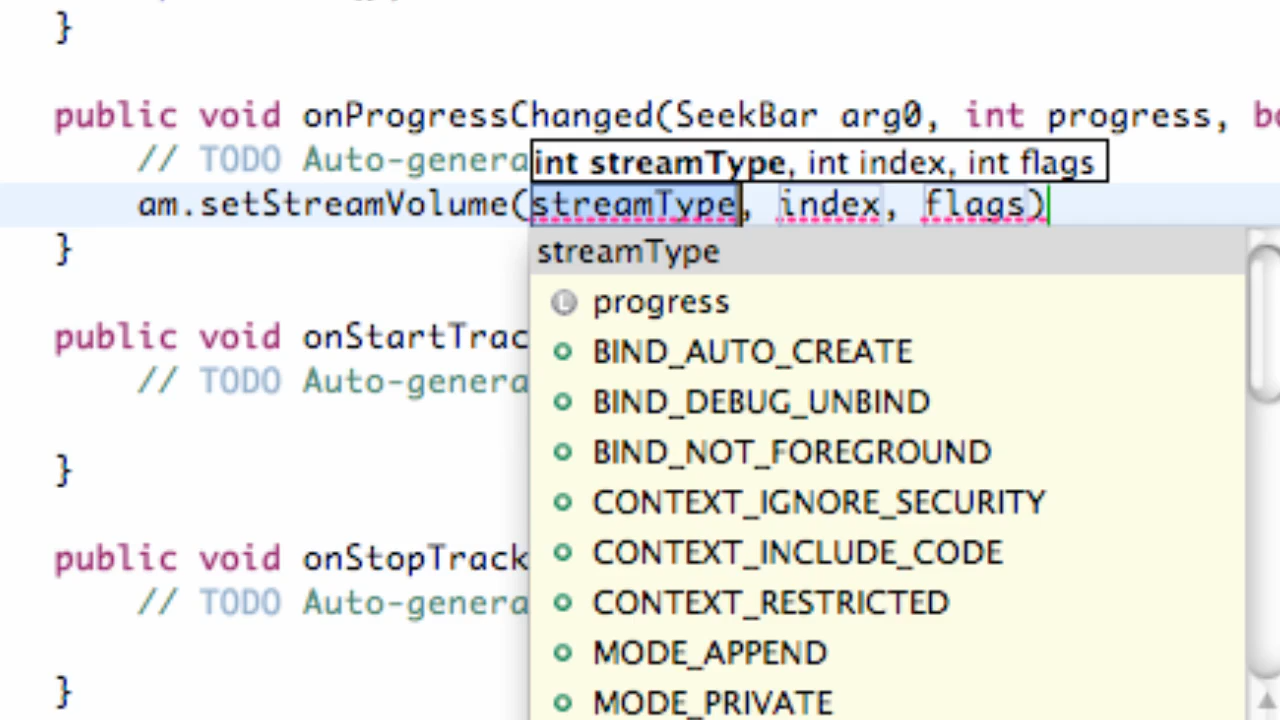 }
public void onProgressChanged(SeekBar arg0, int progress,
// TODO Auto-genera
int streamType, int index, int flags
am.setStreamVolume(streamType, index, flags)
}
streamType
progress
public void onStartTrac
BIND_AUTO_CREATE
// TODO Auto-genera
BIND_DEBUG_UNBIND
BIND_NOT_FOREGROUND
}
CONTEXT_IGNORE_SECURITY
public void onStopTrack
CONTEXT_INCLUDE_CODE
// TODO Auto-genera
CONTEXT_RESTRICTED
MODE_APPEND
}
MODE_PRIVATE